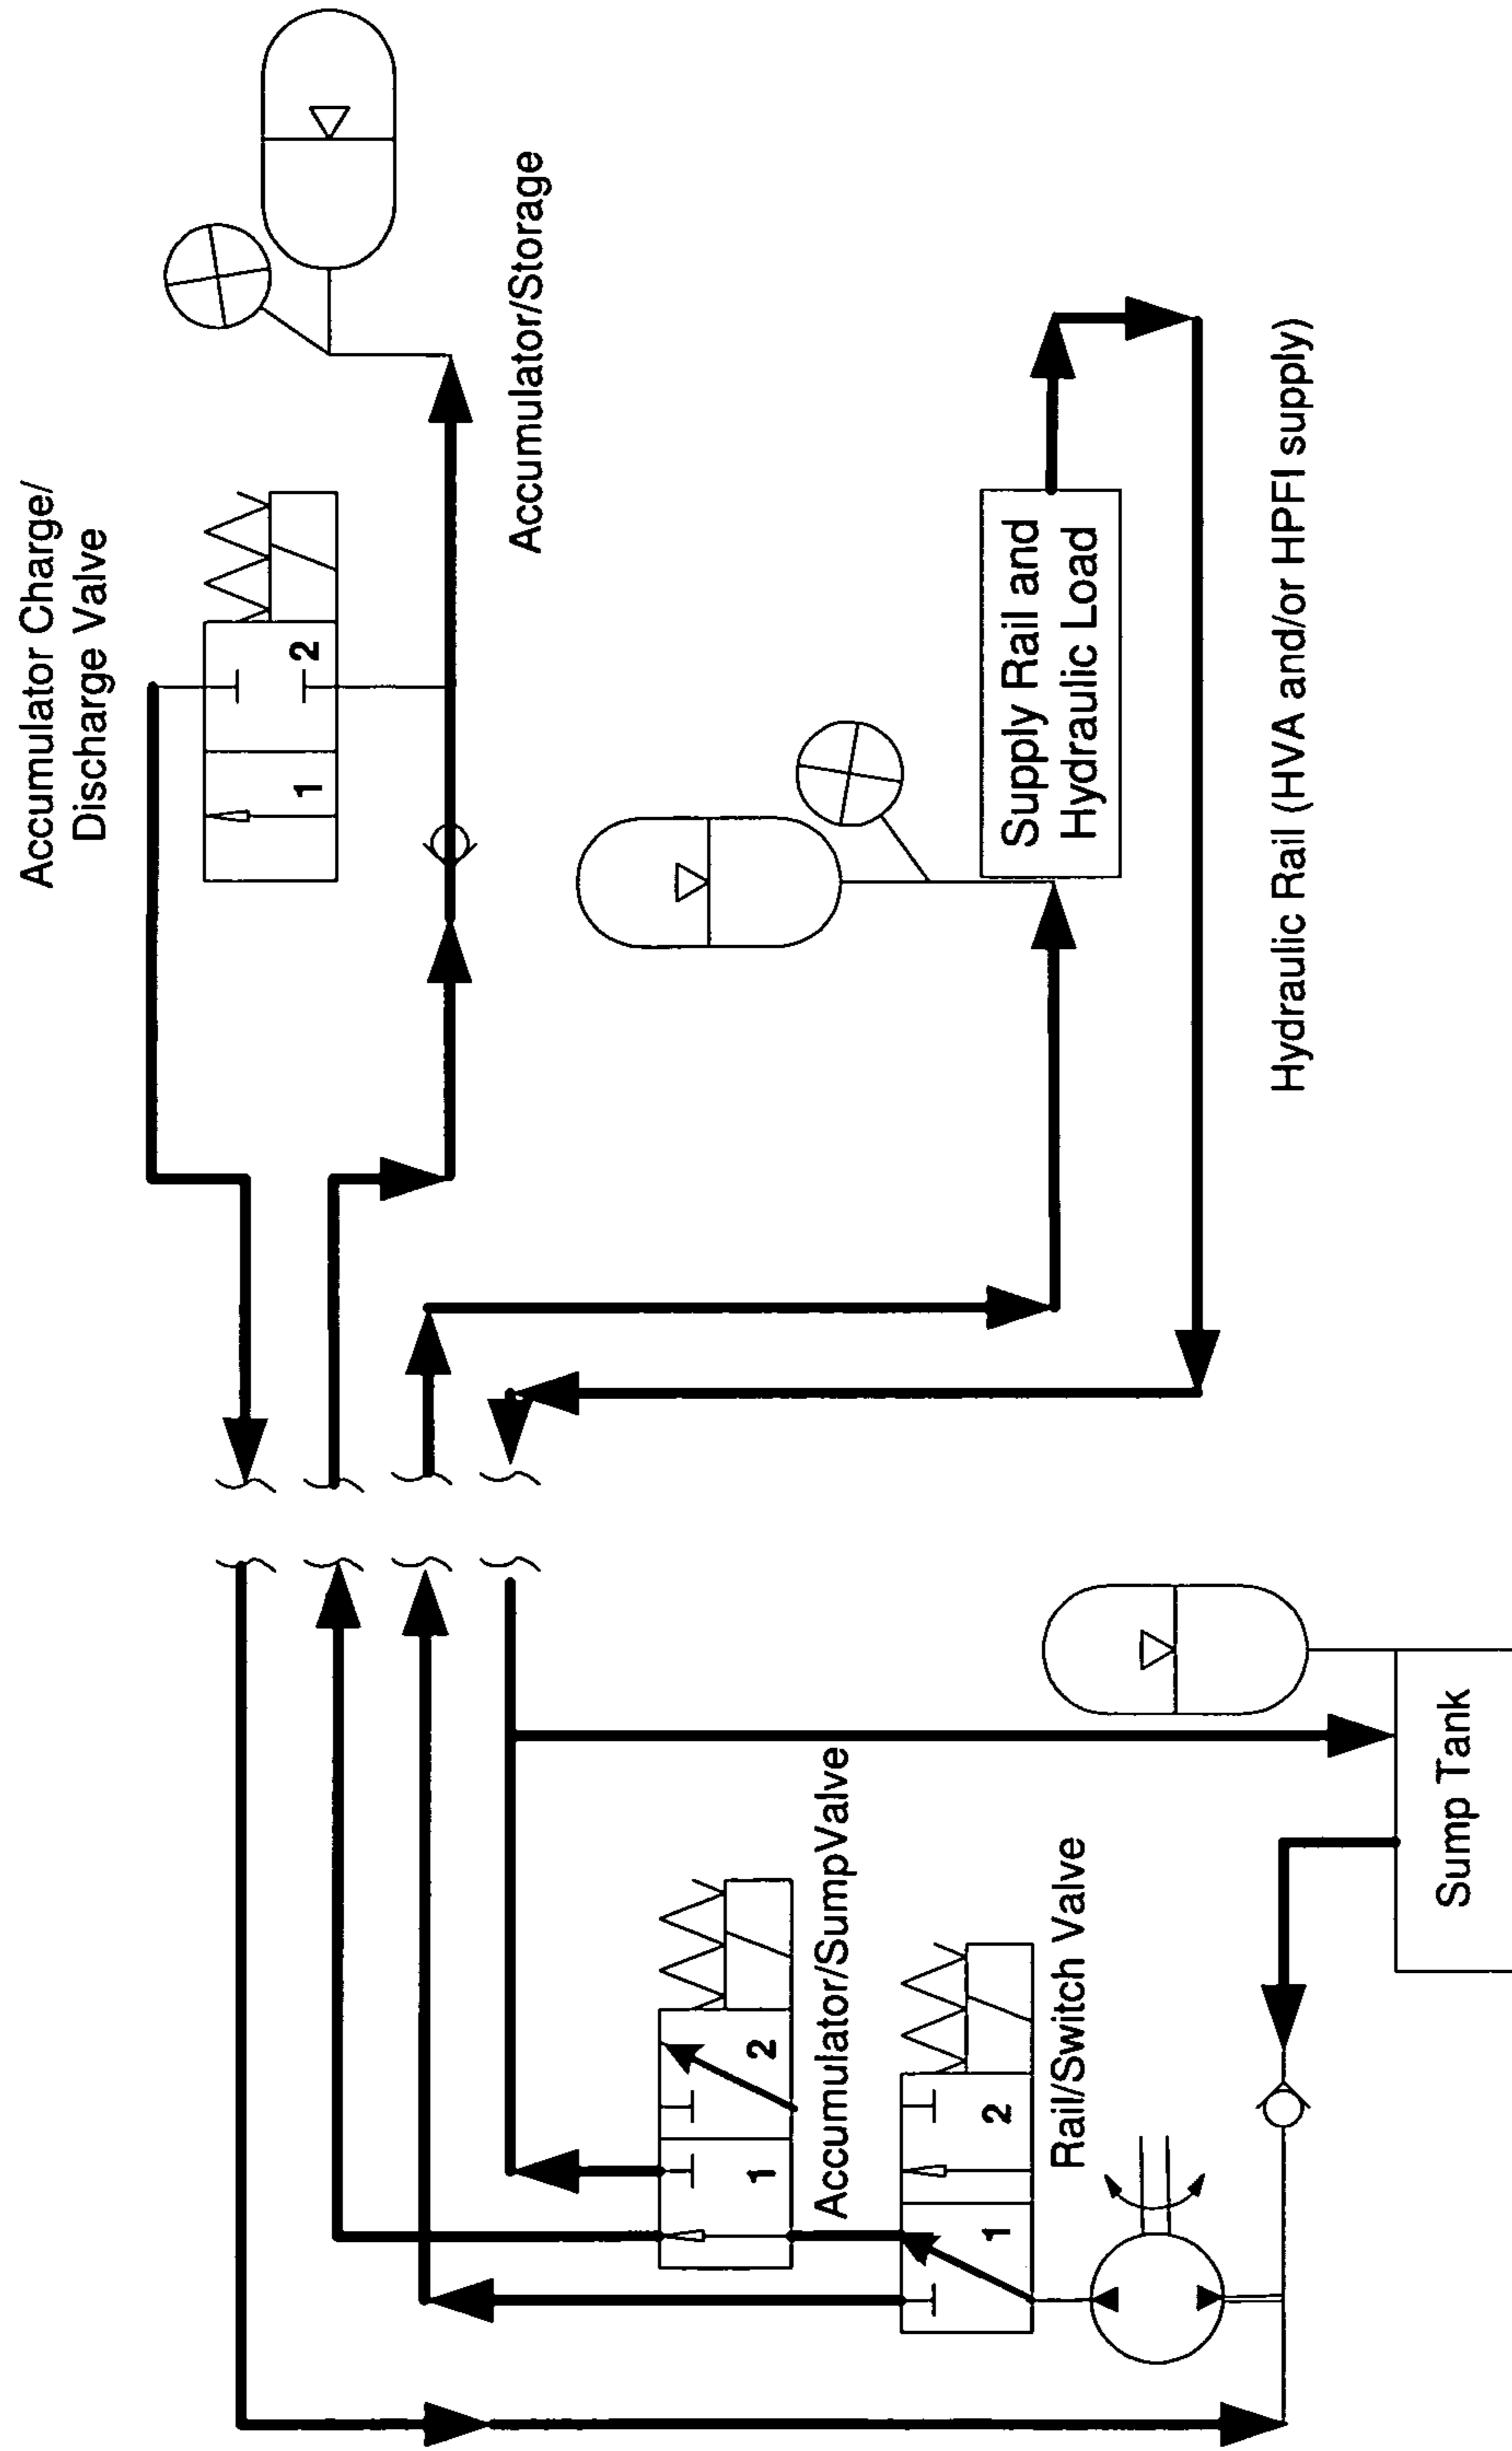 Accumulator Charge/
Discharge Valve
1
2
Accumulator/Storage
Supply Rail and
Hydraulic Load
Hydraulic Rail (HVA and/or HPFI supply)
1
2
Accumulator/SumpValve
1
2
Rail/Switch Valve
Sump Tank